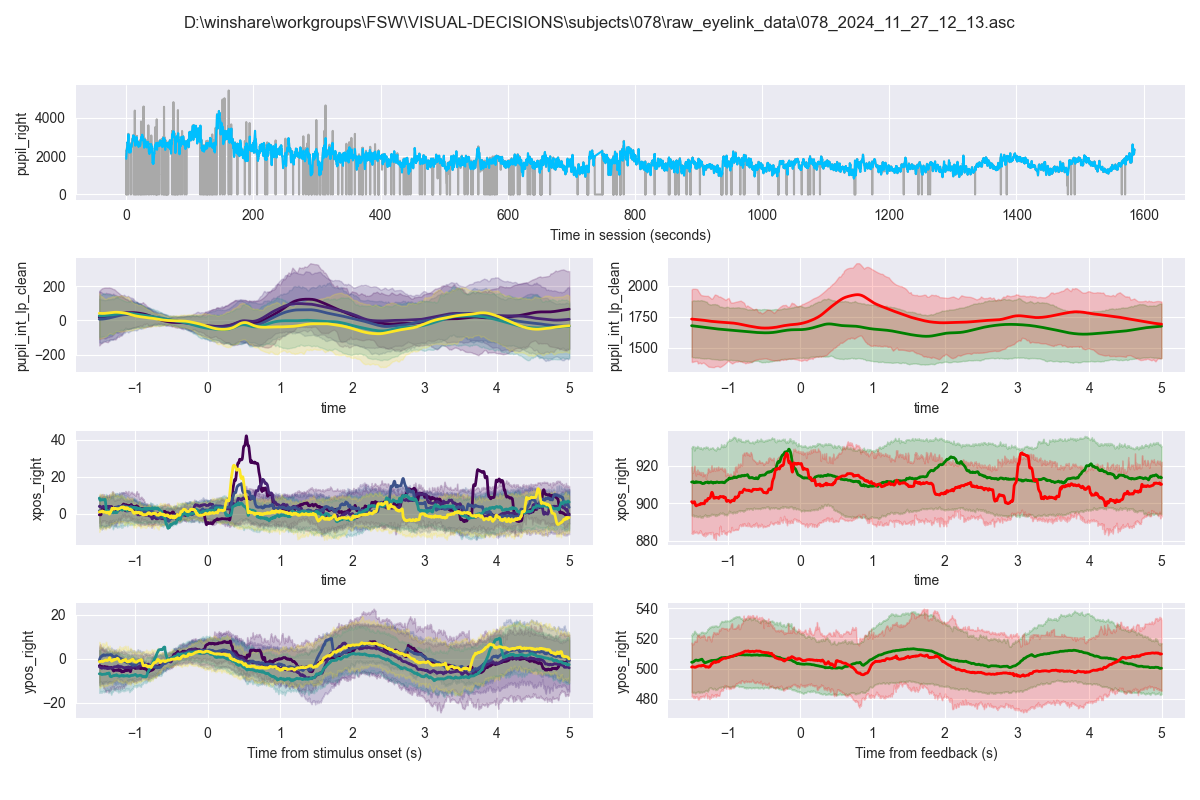 D:\winshare\workgroups\FSW\VISUAL-DECISIONS\subjects\078\raw_eyelink_data\078_2024_11_27_12_13.asc
pupil_right
4000
2000
0
0 200 400 600 800 1000 1200 1400 1600
Time in session (seconds)
pupil_int_lp_clean
200
0
−200
−1 0 1 2 3 4 5
time
pupil_int_lp_clean
2000
1750
1500
−1 0 1 2 3 4 5
time
xpos_right
40
20
0
−1 0 1 2 3 4 5
time
xpos_right
920
900
880
−1 0 1 2 3 4 5
time
ypos_right
20
0
−20
−1 0 1 2 3 4 5
Time from stimulus onset (s)
ypos_right
540
520
500
480
−1 0 1 2 3 4 5
Time from feedback (s)